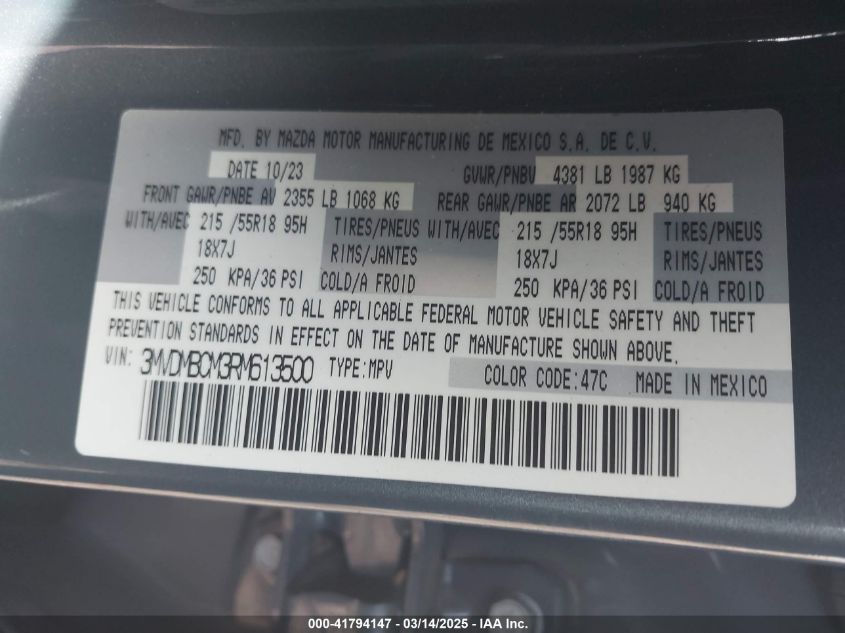 MFD. BY MAZDA MOTOR MANUFACTURING DE MEXICO S.A. DE C.V.
DATE 10/23 GVWR/PNBV 4381 LB 1987 KG
FRONT GAWR/PNBE AV 2355 LB 1068 KG REAR GAWR/PNBE AR 2072 LB 940 KG
WITH/AVEC 215 /55R18 95H TIRES/PNEUS WITH/AVEC 215 /55R18 95H TIRES/PNEUS
18X7J RIMS/JANTES 18X7J RIMS/JANTES
250 KPA/36 PSI COLD/A FROID 250 KPA/36 PSI COLD/A FROID
THIS VEHICLE CONFORMS TO ALL APPLICABLE FEDERAL MOTOR VEHICLE SAFETY AND THEFT
PREVENTION STANDARDS IN EFFECT ON THE DATE OF MANUFACTURE SHOWN ABOVE.
VIN: 3MVDMBCM3RM613500 TYPE:MPV COLOR CODE:47C MADE IN MEXICO
000-41794147 - 03/14/2025 - IAA Inc.